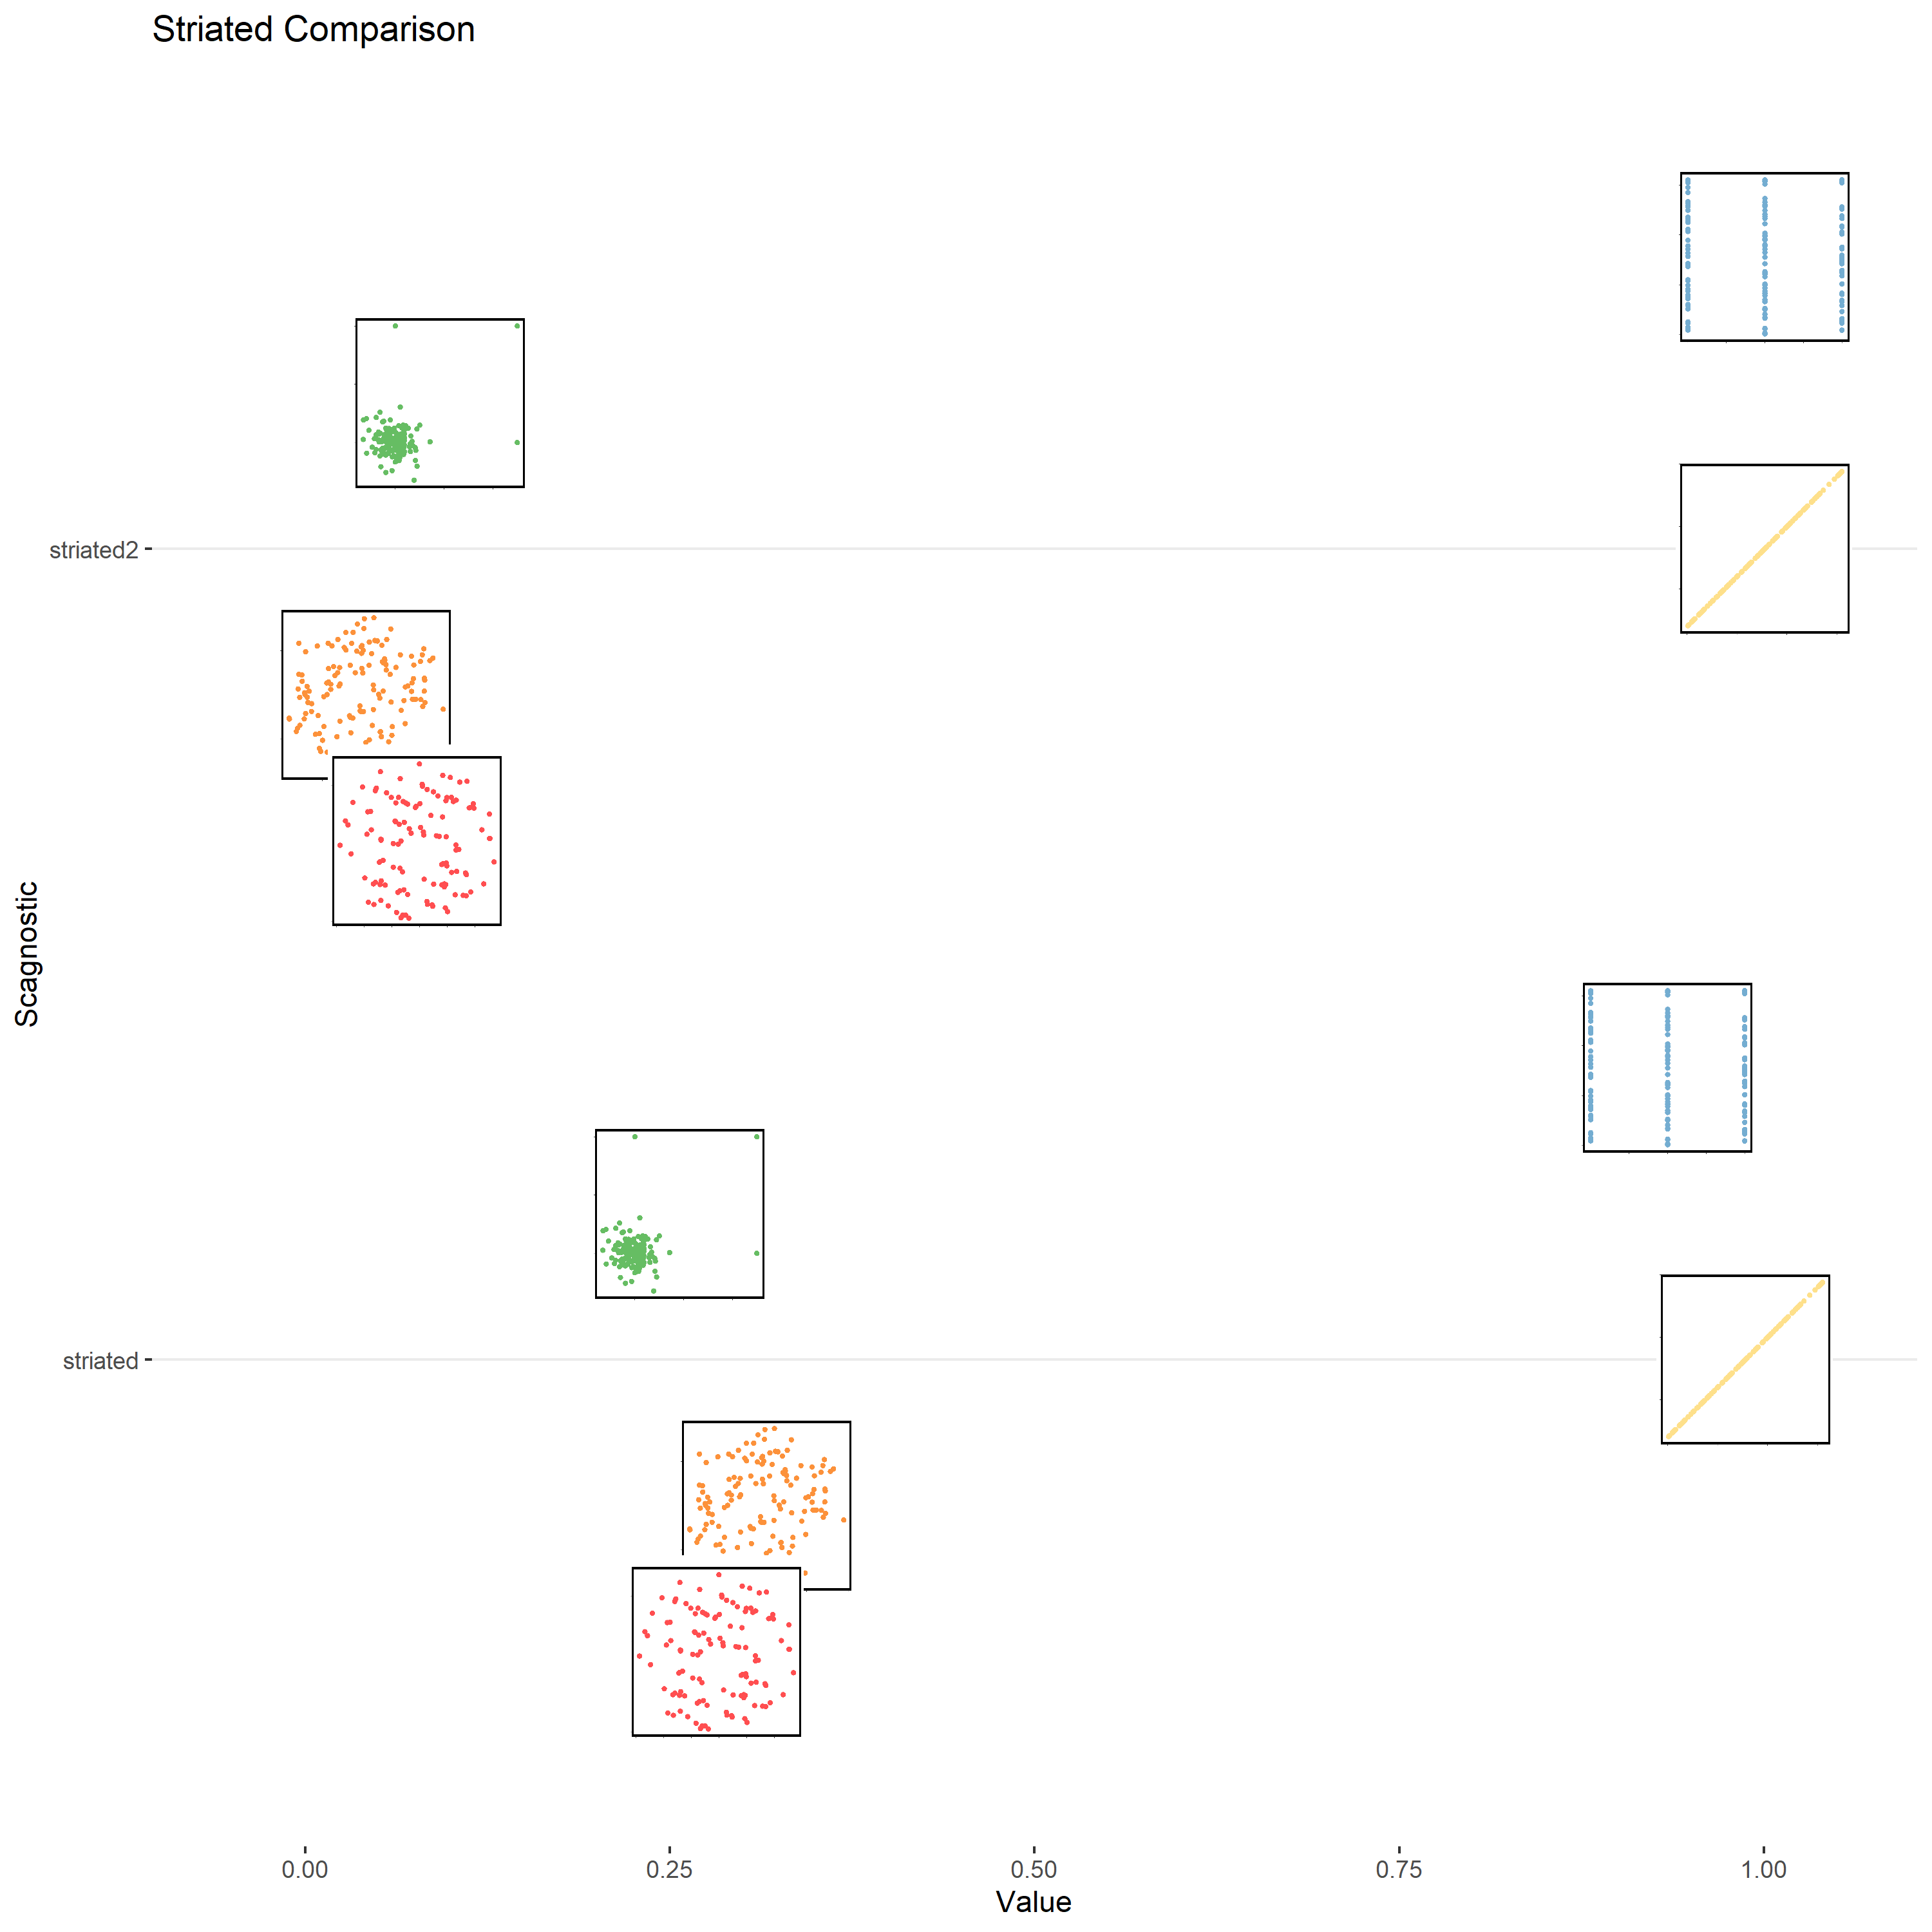 Striated Comparison
striated2
Scagnostic
striated
0.00 0.25 0.50 0.75 1.00
Value